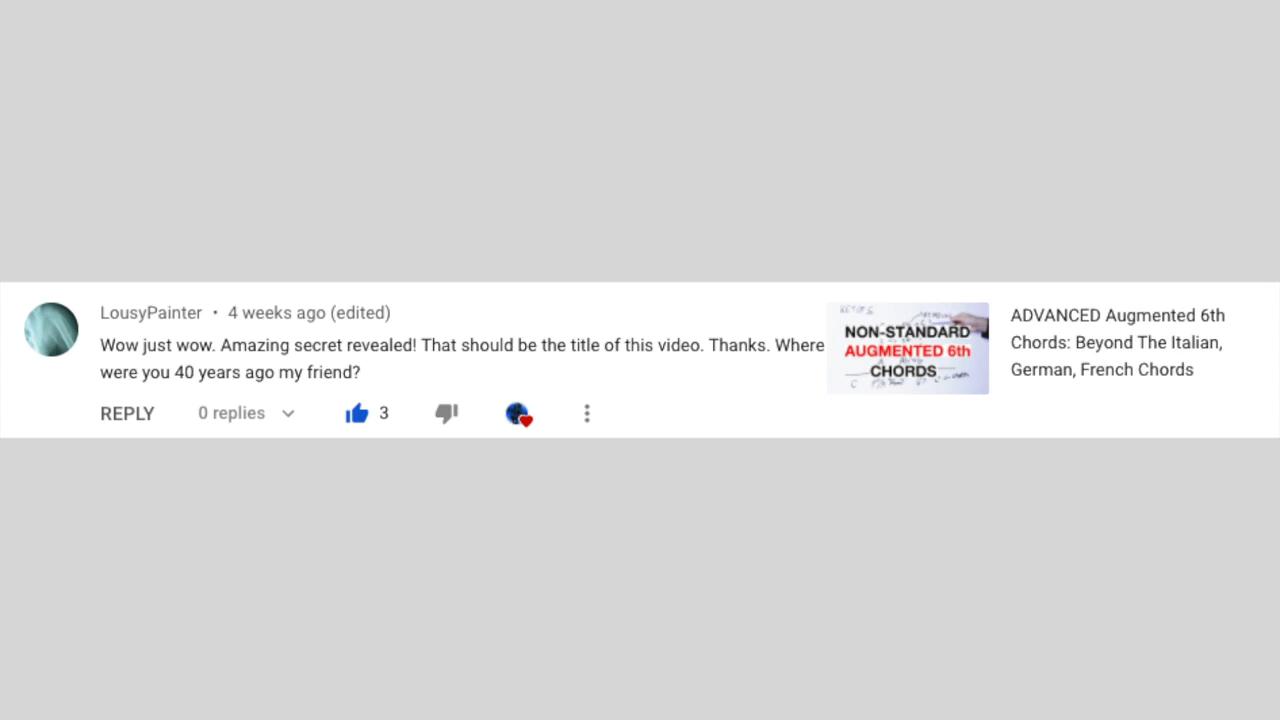 LousyPainter • 4 weeks ago (edited)
Wow just wow. Amazing secret revealed! That should be the title of this video. Thanks. Where
were you 40 years ago my friend?
REPLY 0 replies 3
NON-STANDARD
AUGMENTED 6th
CHORDS
ADVANCED Augmented 6th
Chords: Beyond The Italian,
German, French Chords